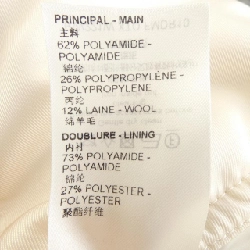 PRINCIPAL - MAIN
主料
62% POLYAMIDE -
POLYAMIDE
锦纶
26% POLYPROPYLÈNE -
POLYPROPYLENE
丙纶
12% LAINE - WOOL
绵羊毛
DOUBLURE - LINING
内衬
73% POLYAMIDE -
POLYAMIDE
锦纶
27% POLYESTER -
POLYESTER
聚酯纤维